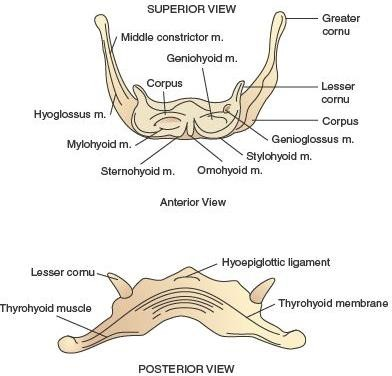 SUPERIOR VIEW
Greater
cornu
Middle constrictor m.
Geniohyoid m.
Corpus
Lesser
cornu
Hyoglossus m.
Corpus
Mylohyoid m.
Genioglossus m.
Stylohyoid m.
Sternohyoid m.
Omohyoid m.
Anterior View
Lesser cornu
Hyoepiglottic ligament
Thyrohyoid muscle
Thyrohyoid membrane
POSTERIOR VIEW